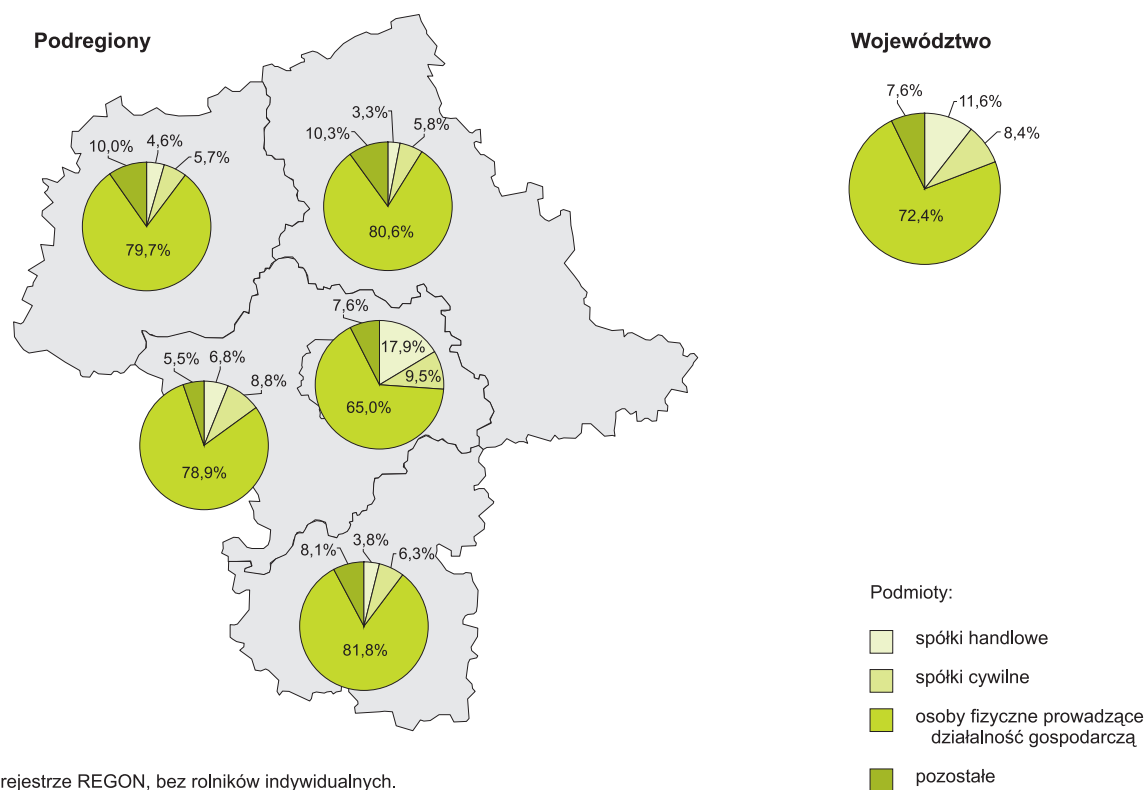 Podregiony
Województwo
10,0%
4,6%
5,7%
79,7%
10,3%
3,3%
5,8%
80,6%
7,6%
11,6%
8,4%
72,4%
7,6%
17,9%
9,5%
65,0%
5,5%
6,8%
8,8%
78,9%
8,1%
3,8%
6,3%
81,8%
Podmioty:
spółki handlowe
spółki cywilne
osoby fizyczne prowadzące
działalność gospodarczą
pozostałe
rejestrze REGON, bez rolników indywidualnych.